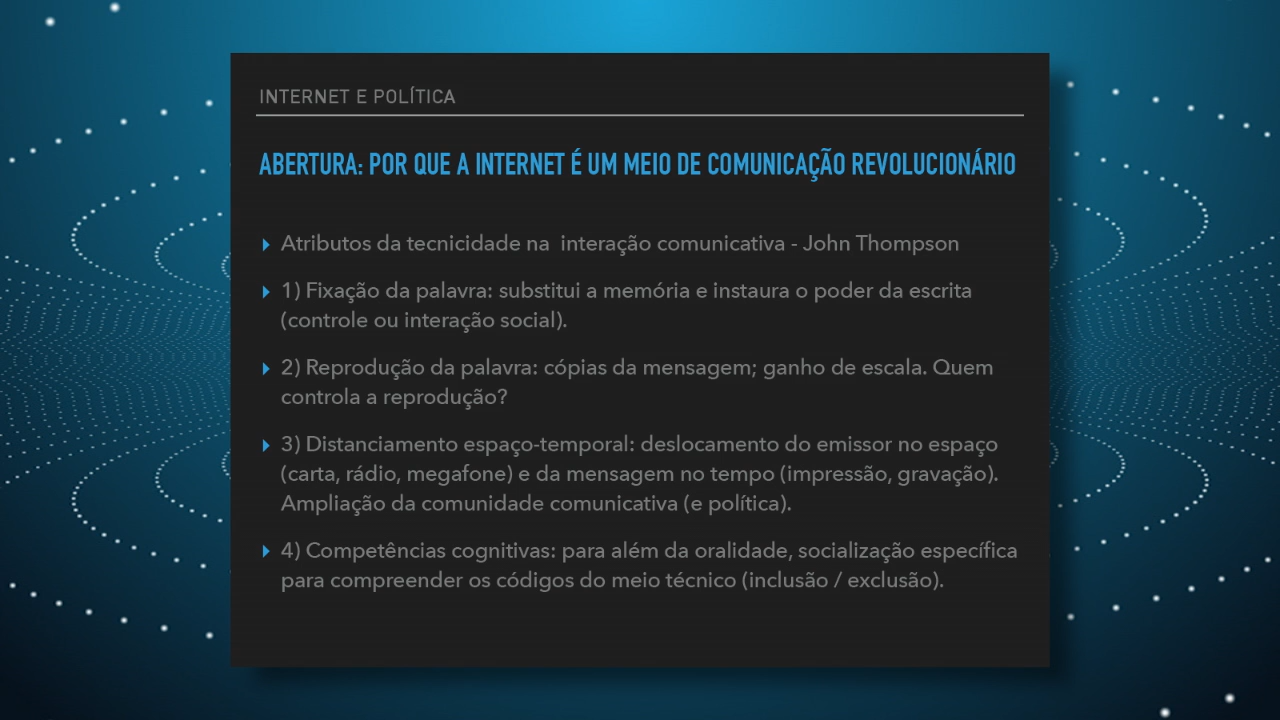 INTERNET E POLÍTICA
ABERTURA: POR QUE A INTERNET É UM MEIO DE COMUNICAÇÃO REVOLUCIONÁRIO
Atributos da tecnicidade na  interação comunicativa - John Thompson
1) Fixação da palavra: substitui a memória e instaura o poder da escrita
(controle ou interação social).
2) Reprodução da palavra: cópias da mensagem; ganho de escala. Quem
controla a reprodução?
3) Distanciamento espaço-temporal: deslocamento do emissor no espaço
(carta, rádio, megafone) e da mensagem no tempo (impressão, gravação).
Ampliação da comunidade comunicativa (e política).
4) Competências cognitivas: para além da oralidade, socialização específica
para compreender os códigos do meio técnico (inclusão / exclusão).